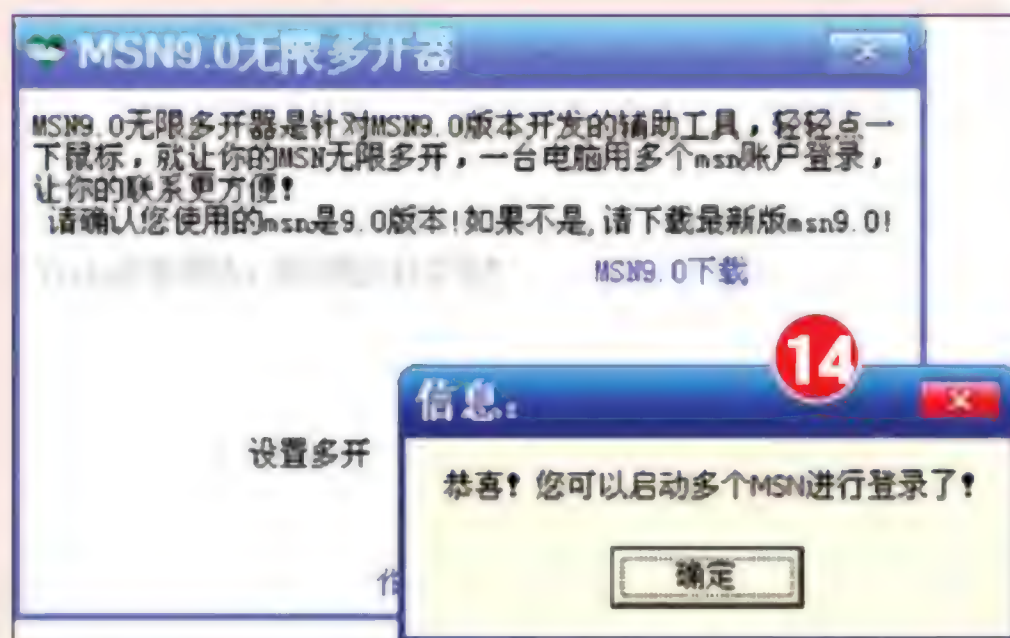 MSN9.0无限多开器
MSN9.0无限多开器是针对MSN9.0版本开发的辅助工具，轻轻点一
下鼠标，就让你的MSN无限多开，一台电脑用多个msn账户登录，
让你的联系更方便！
请确认您使用的msn是9.0版本!如果不是,请下载最新版msn9.0!
MSN9.0下载
14
信息:
设置多开
恭喜！您可以启动多个MSN进行登录了！
确定